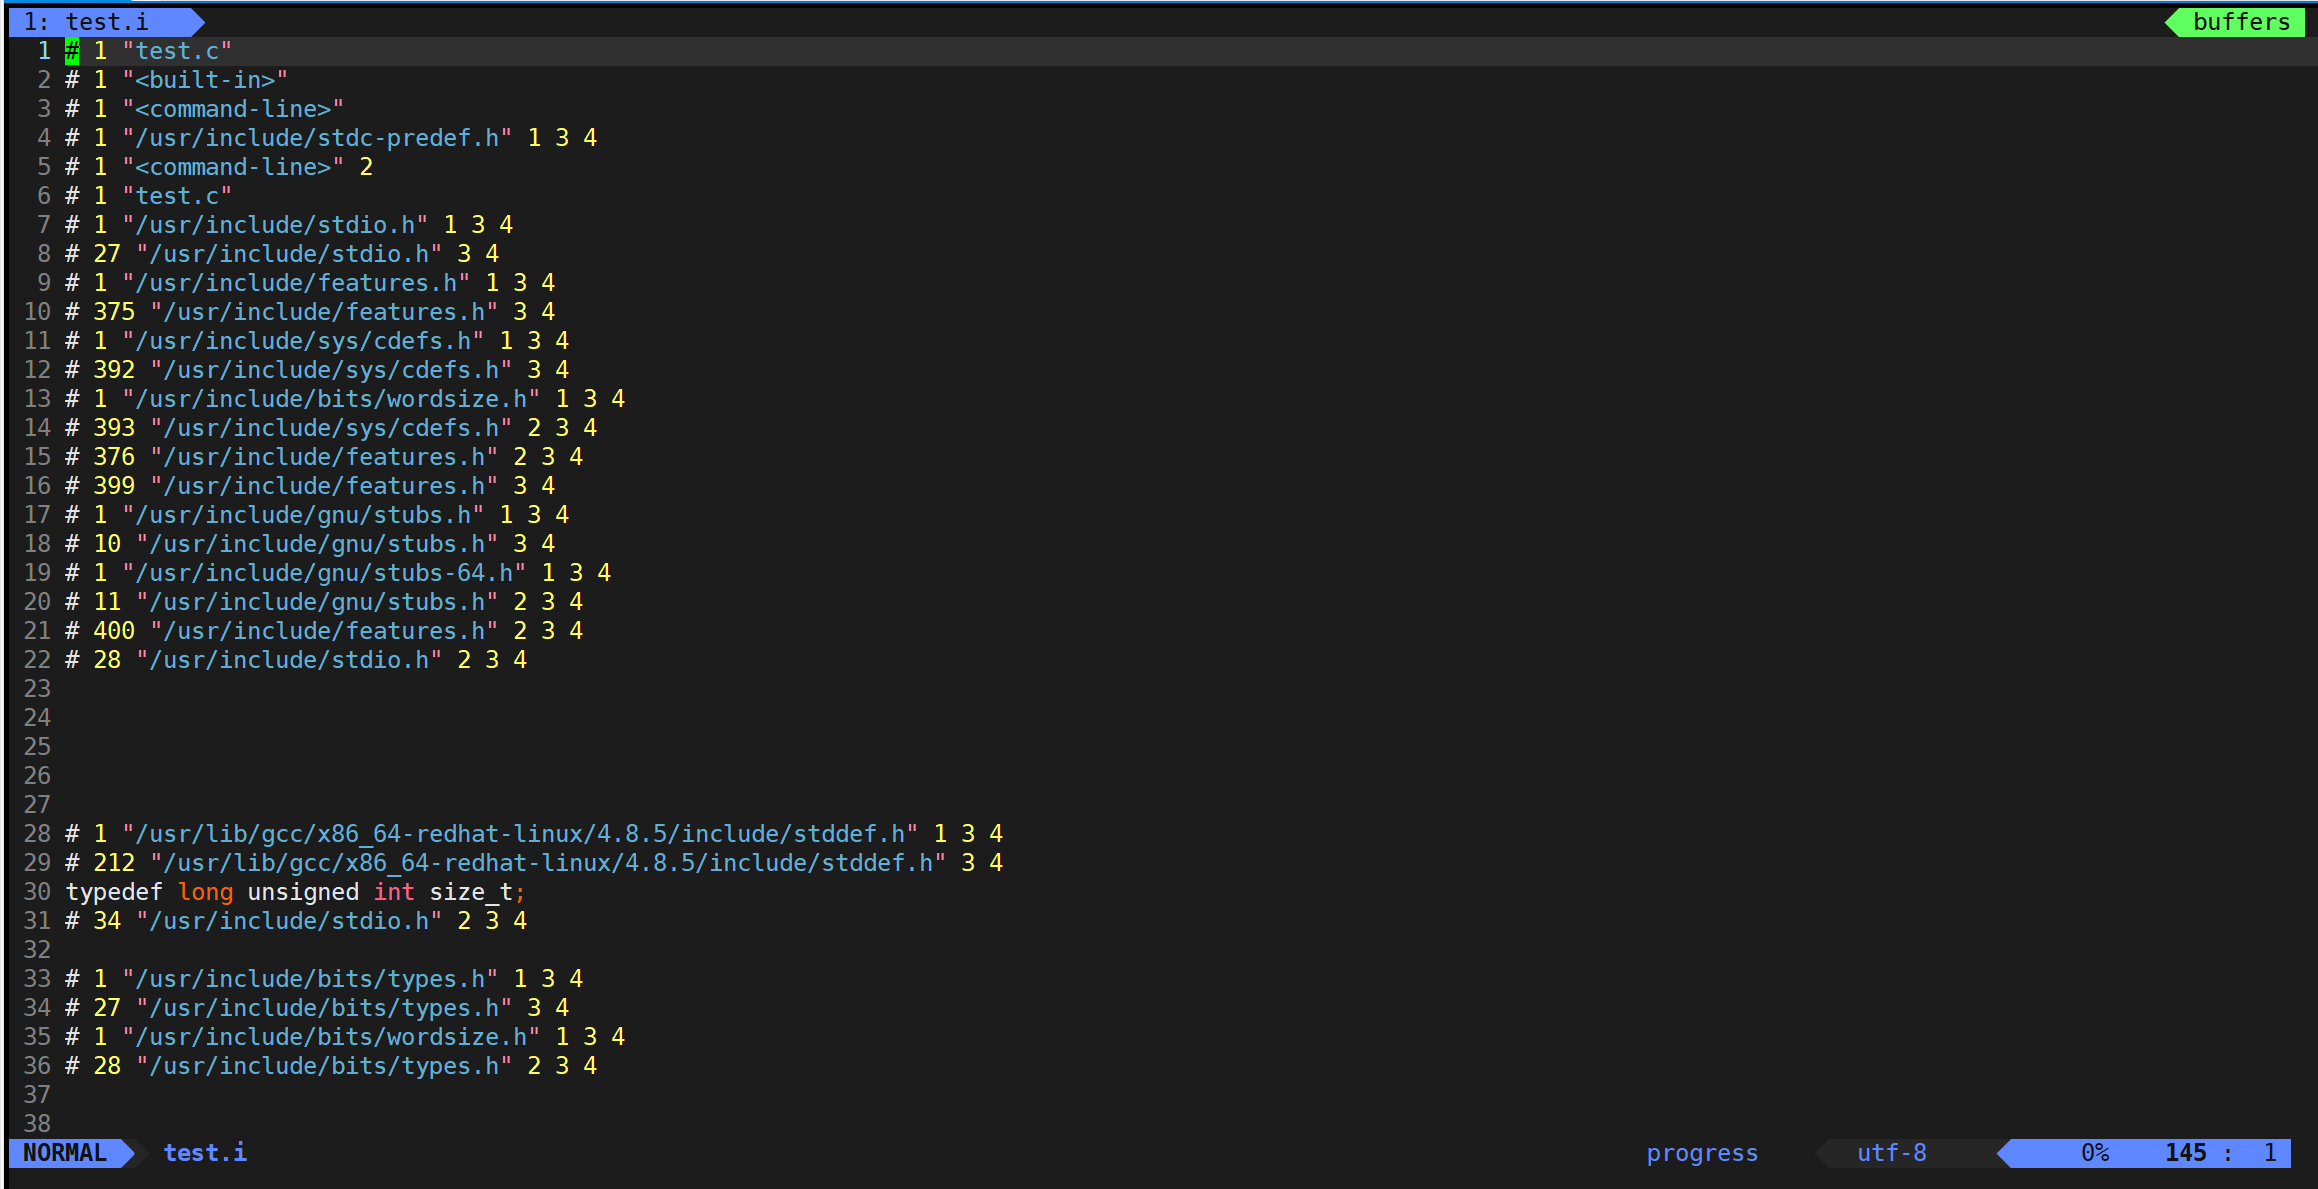 1: test.i buffers
1 # 1 "test.c"
2 # 1 "<built-in>"
3 # 1 "<command-line>"
4 # 1 "/usr/include/stdc-predef.h" 1 3 4
5 # 1 "<command-line>" 2
6 # 1 "test.c"
7 # 1 "/usr/include/stdio.h" 1 3 4
8 # 27 "/usr/include/stdio.h" 3 4
9 # 1 "/usr/include/features.h" 1 3 4
10 # 375 "/usr/include/features.h" 3 4
11 # 1 "/usr/include/sys/cdefs.h" 1 3 4
12 # 392 "/usr/include/sys/cdefs.h" 3 4
13 # 1 "/usr/include/bits/wordsize.h" 1 3 4
14 # 393 "/usr/include/sys/cdefs.h" 2 3 4
15 # 376 "/usr/include/features.h" 2 3 4
16 # 399 "/usr/include/features.h" 3 4
17 # 1 "/usr/include/gnu/stubs.h" 1 3 4
18 # 10 "/usr/include/gnu/stubs.h" 3 4
19 # 1 "/usr/include/gnu/stubs-64.h" 1 3 4
20 # 11 "/usr/include/gnu/stubs.h" 2 3 4
21 # 400 "/usr/include/features.h" 2 3 4
22 # 28 "/usr/include/stdio.h" 2 3 4
23
24
25
26
27
28 # 1 "/usr/lib/gcc/x86_64-redhat-linux/4.8.5/include/stddef.h" 1 3 4
29 # 212 "/usr/lib/gcc/x86_64-redhat-linux/4.8.5/include/stddef.h" 3 4
30 typedef long unsigned int size_t;
31 # 34 "/usr/include/stdio.h" 2 3 4
32
33 # 1 "/usr/include/bits/types.h" 1 3 4
34 # 27 "/usr/include/bits/types.h" 3 4
35 # 1 "/usr/include/bits/wordsize.h" 1 3 4
36 # 28 "/usr/include/bits/types.h" 2 3 4
37
38
NORMAL test.i progress utf-8 0% 145 : 1